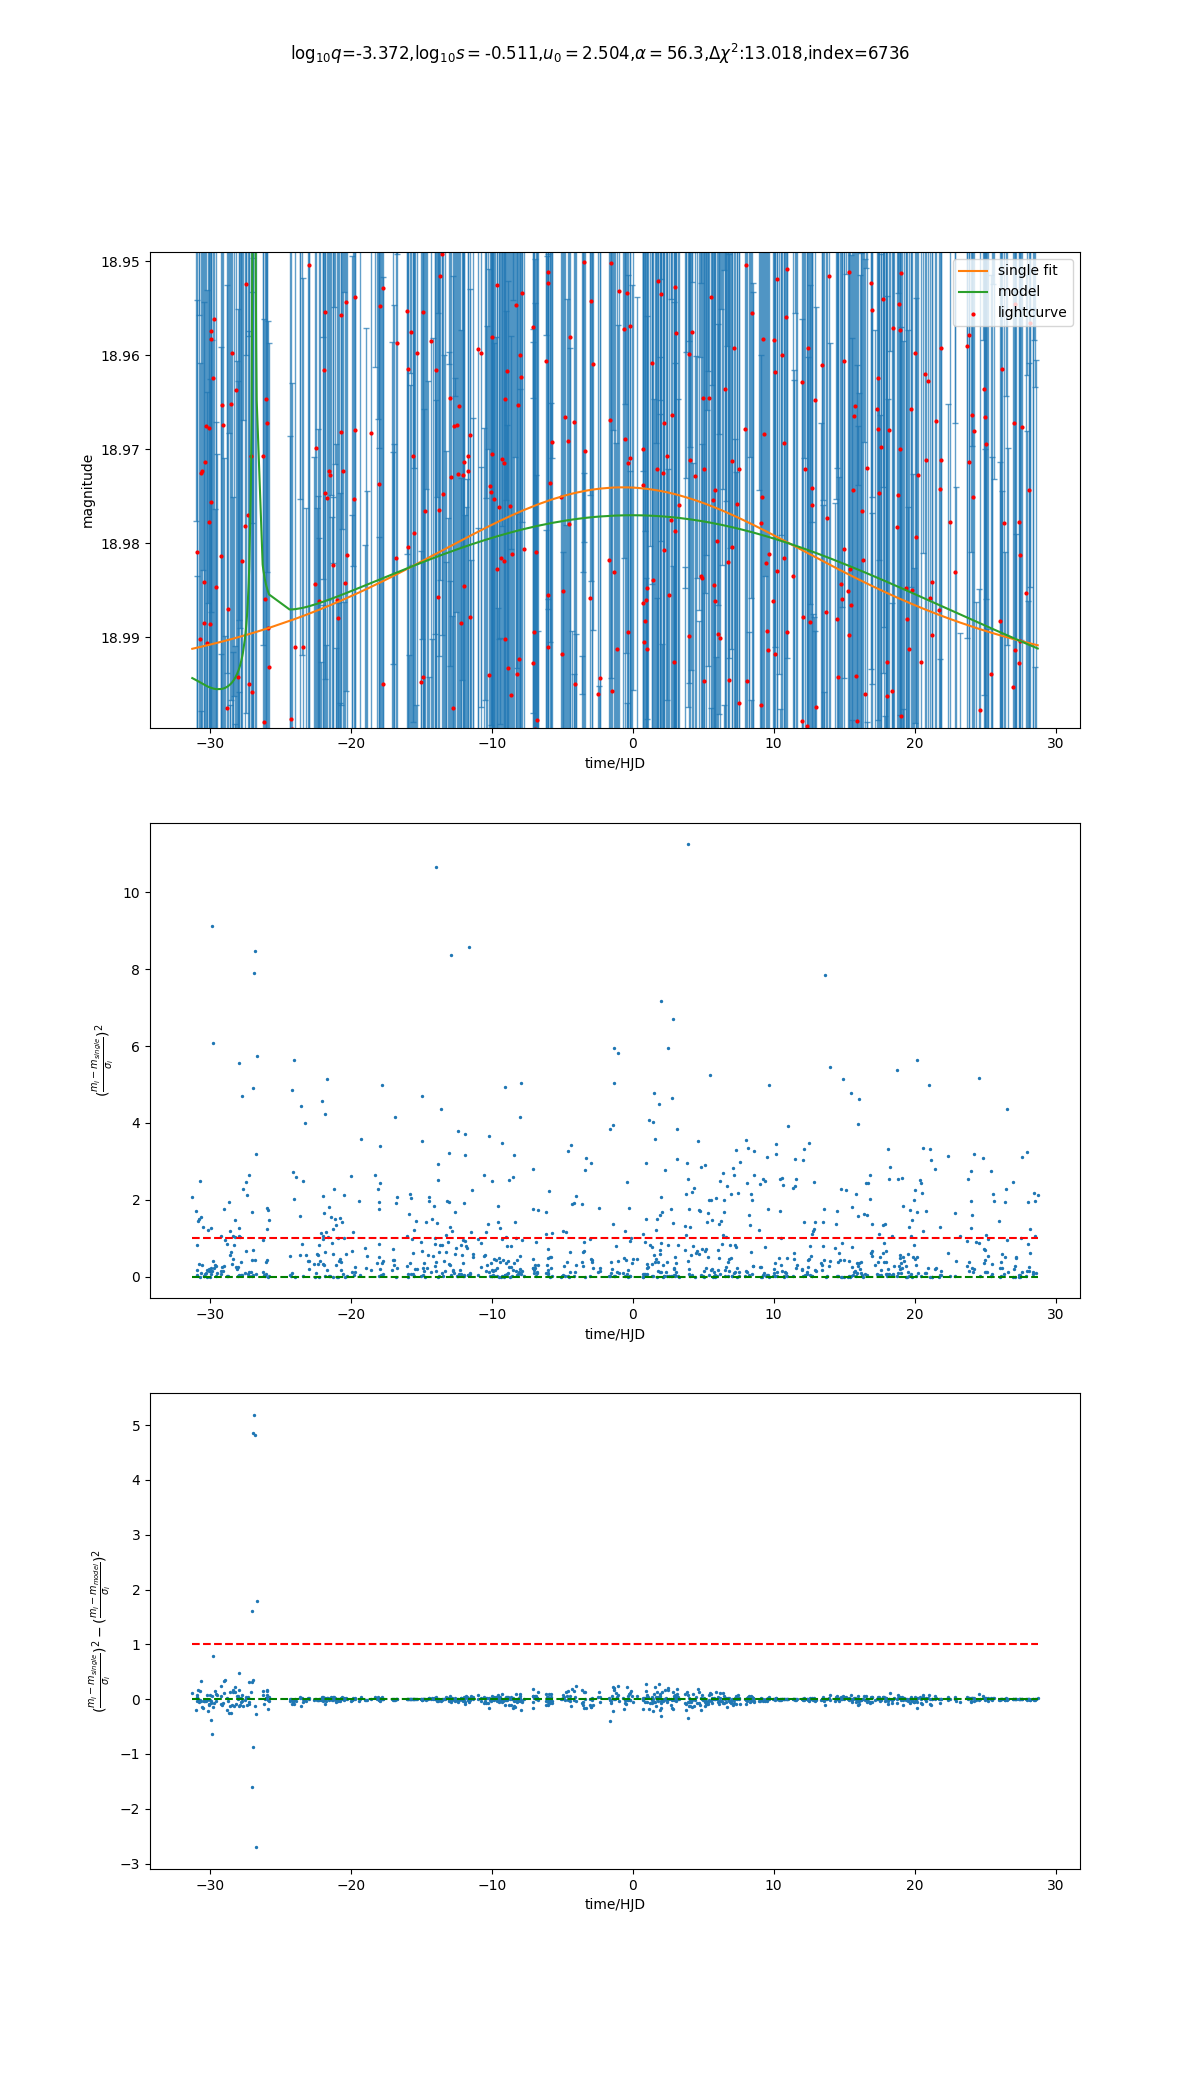 log₁₀q=-3.372,log₁₀s = -0.511,u₀ = 2.504,α = 56.3,Δχ²:13.018,index=6736
18.95
18.96
18.97
18.98
18.99
magnitude
single fit
model
lightcurve
−30 −20 −10 0 10 20 30
time/HJD
10
8
6
4
2
0
((mᵢ − m_single)/σᵢ)²
−30 −20 −10 0 10 20 30
time/HJD
5
4
3
2
1
0
−1
−2
−3
((mᵢ − m_single)/σᵢ)² − ((mᵢ − m_model)/σᵢ)²
−30 −20 −10 0 10 20 30
time/HJD